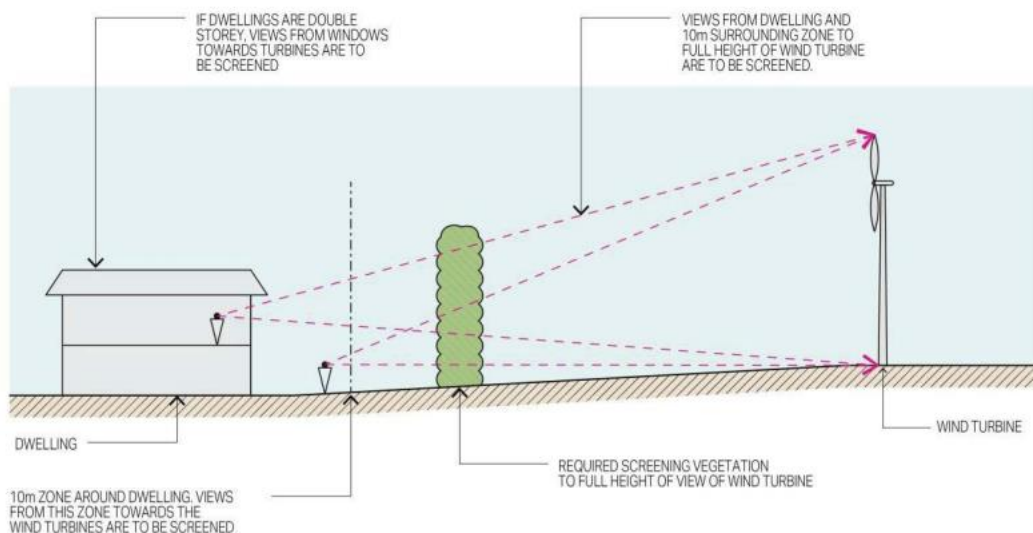 IF DWELLINGS ARE DOUBLE
STOREY, VIEWS FROM WINDOWS
TOWARDS TURBINES ARE TO
BE SCREENED
VIEWS FROM DWELLING AND
10m SURROUNDING ZONE TO
FULL HEIGHT OF WIND TURBINE
ARE TO BE SCREENED.
DWELLING
WIND TURBINE
REQUIRED SCREENING VEGETATION
TO FULL HEIGHT OF VIEW OF WIND TURBINE
10m ZONE AROUND DWELLING. VIEWS
FROM THIS ZONE TOWARDS THE
WIND TURBINES ARE TO BE SCREENED